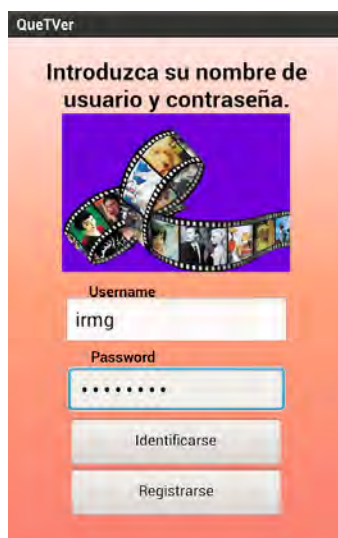 QueTVer
Introduzca su nombre de
usuario y contraseña.
Username
irmg
Password
••••••••
Identificarse
Registrarse